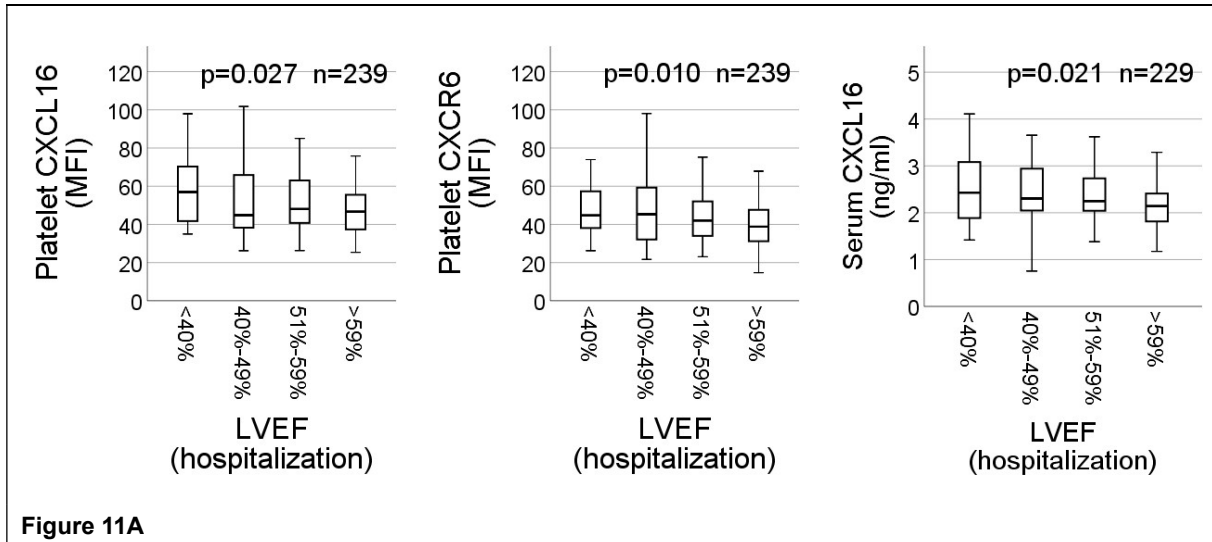 Platelet CXCL16
(MFI)
120
100
80
60
40
20
0
p=0.027 n=239
<40%
40%-49%
51%-59%
>59%
LVEF
(hospitalization)
Platelet CXCR6
(MFI)
120
100
80
60
40
20
0
p=0.010 n=239
<40%
40%-49%
51%-59%
>59%
LVEF
(hospitalization)
Serum CXCL16
(ng/ml)
5
4
3
2
1
0
p=0.021 n=229
<40%
40%-49%
51%-59%
>59%
LVEF
(hospitalization)
Figure 11A